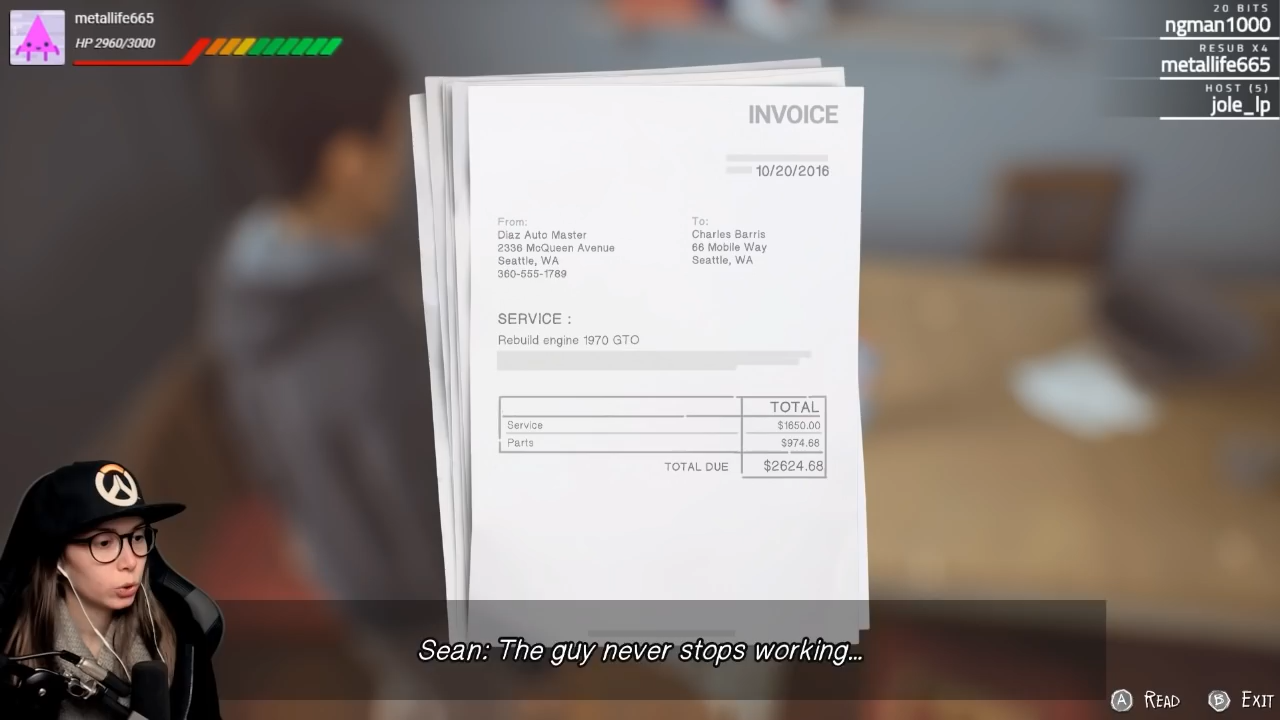 metallife665
HP 2960/3000
20 BITS
ngman1000
RESUB X4
metallife665
HOST (5)
jole_lp
INVOICE
10/20/2016
From:
Diaz Auto Master
2336 McQueen Avenue
Seattle, WA
360-555-1789
To:
Charles Barris
66 Mobile Way
Seattle, WA
SERVICE :
Rebuild engine 1970 GTO
TOTAL
Service $1650.00
Parts $974.68
TOTAL DUE $2624.68
Sean: The guy never stops working...
A READ B EXIT